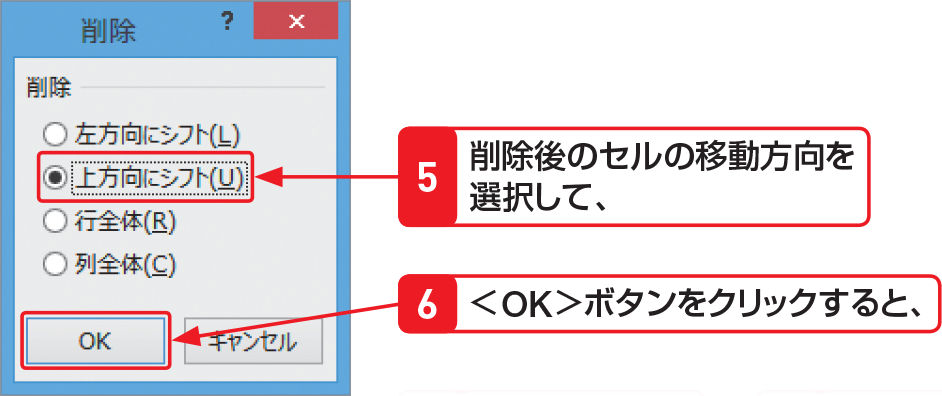 削除
?
×
削除
左方向にシフト(L)
上方向にシフト(U)
行全体(R)
列全体(C)
OK
キャンセル
5
削除後のセルの移動方向を
選択して、
6
<OK>ボタンをクリックすると、